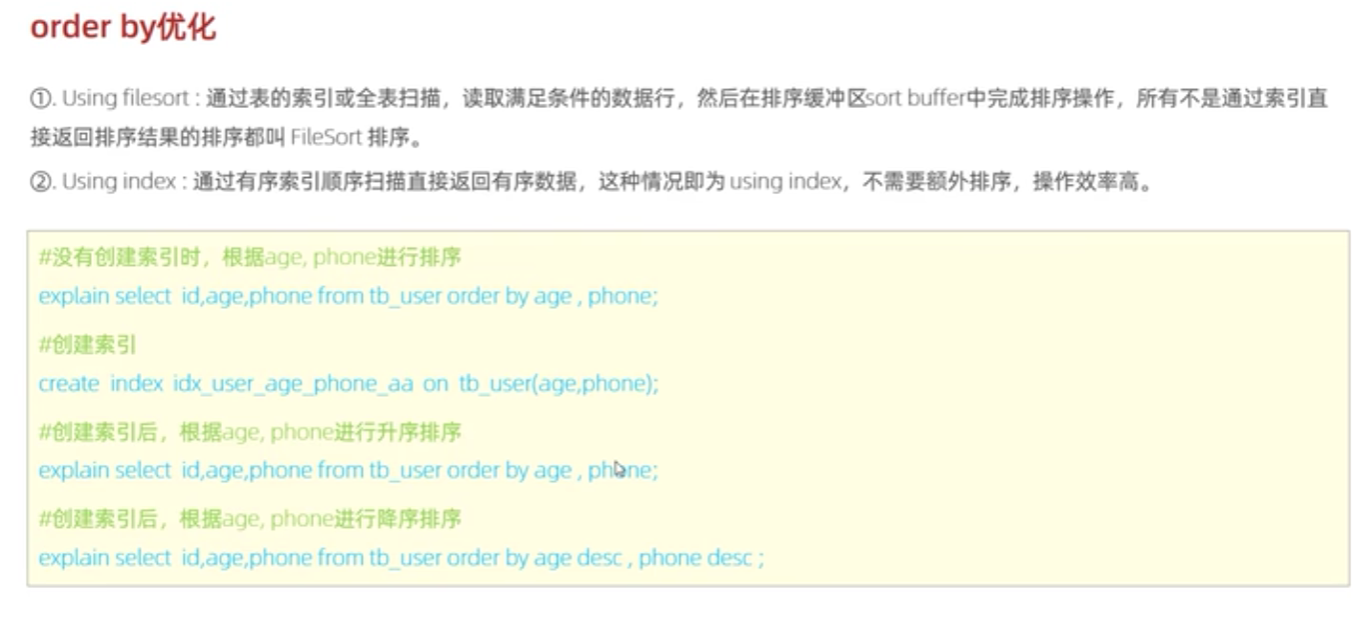 order by优化
①. Using filesort : 通过表的索引或全表扫描，读取满足条件的数据行，然后在排序缓冲区sort buffer中完成排序操作，所有不是通过索引直
接返回排序结果的排序都叫 FileSort 排序。
②. Using index : 通过有序索引顺序扫描直接返回有序数据，这种情况即为 using index，不需要额外排序，操作效率高。
#没有创建索引时，根据age, phone进行排序
explain select  id,age,phone from tb_user order by age , phone;
#创建索引
create  index  idx_user_age_phone_aa  on  tb_user(age,phone);
#创建索引后，根据age, phone进行升序排序
explain select  id,age,phone from tb_user order by age , phone;
#创建索引后，根据age, phone进行降序排序
explain select  id,age,phone from tb_user order by age desc , phone desc ;